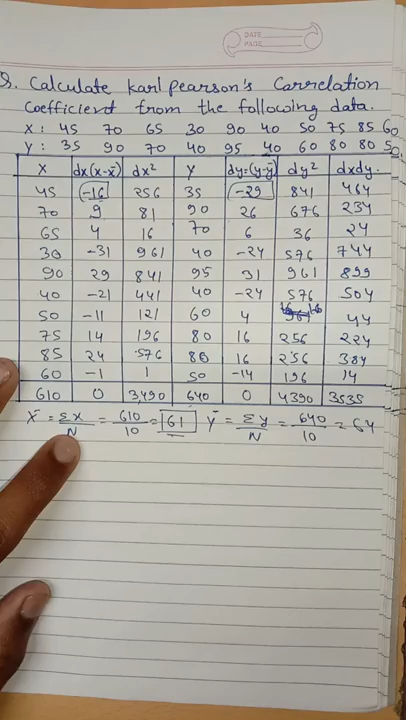 DATE
PAGE
Q. Calculate Karl Pearson's Correlation
Coefficient from the following data.
X : 45 70 65 30 90 40 50 75 85 60
Y : 35 90 70 40 95 40 60 80 80 50.
X dx(x-x̄) dx² Y dy=(y-ȳ) dy² dxdy.
45 -16 256 35 -29 841 464
70 9 81 90 26 676 234
65 4 16 70 6 36 24
30 -31 961 40 -24 576 744
90 29 841 95 31 961 899
40 -21 441 40 -24 576 504
50 -11 121 60 4 16 44
75 14 196 80 16 256 224
85 24 576 80 16 256 384
60 -1 1 50 -14 196 14
610 0 3490 640 0 4390 3535
X̄ = ΣX/N = 610/10 = 61 Ȳ = Σy/N = 640/10 = 64